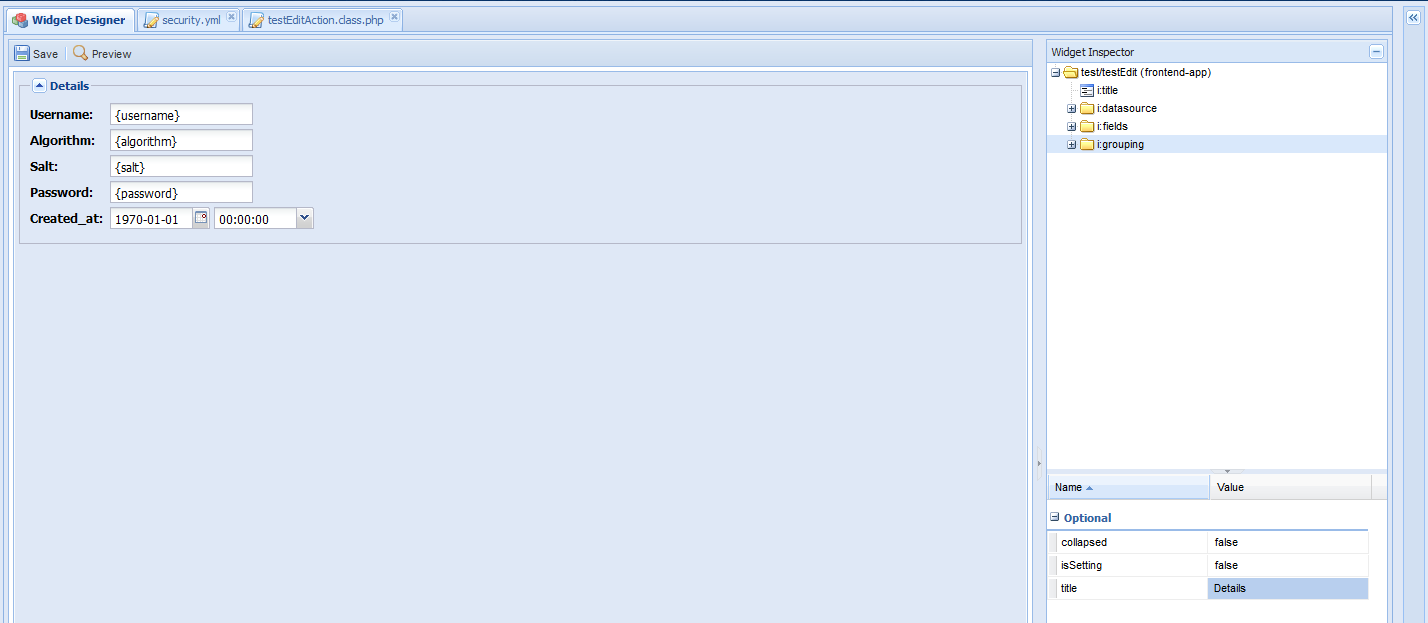 Widget Designer security.yml testEditAction.class.php
Save Preview
Details
Username: {username}
Algorithm: {algorithm}
Salt: {salt}
Password: {password}
Created_at: 1970-01-01 00:00:00
Widget Inspector
test/testEdit (frontend-app)
i:title
i:datasource
i:fields
i:grouping
Name Value
Optional
collapsed false
isSetting false
title Details